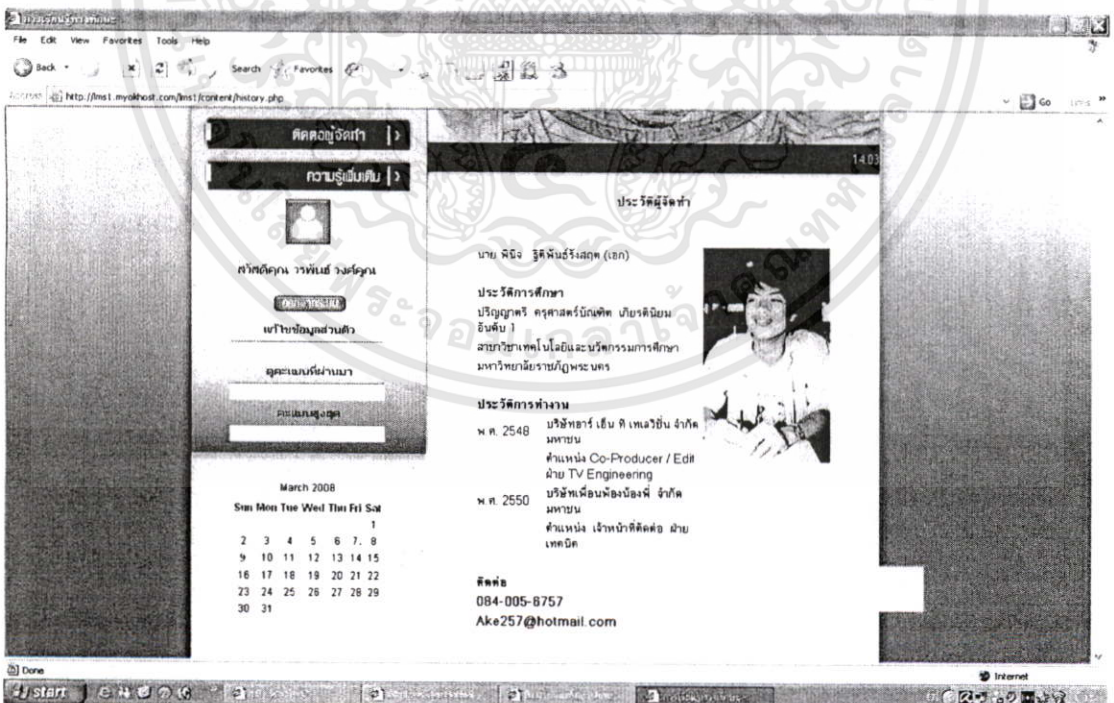 File Edit View Favorites Tools Help
Back Search Favorites
http://lms1.myokhost.com/lms1/content/history.php Go
ติดต่อผู้จัดทำ
ความรู้เพิ่มเติม
สวัสดีคุณ วรพันธ์ วงศ์คูณ
ออกจากระบบ
แก้ไขข้อมูลส่วนตัว
ดูคะแนนที่ผ่านมา
คะแนนสูงสุด
March 2008
Sun Mon Tue Wed Thu Fri Sat
1
2 3 4 5 6 7 8
9 10 11 12 13 14 15
16 17 18 19 20 21 22
23 24 25 26 27 28 29
30 31
14.03
ประวัติผู้จัดทำ
นาย พินิจ (เอก)
ประวัติการศึกษา
ปริญญาตรี ครุศาสตร์บัณฑิต เกียรตินิยม
อันดับ 1
สาขาวิชาเทคโนโลยีและนวัตกรรมการศึกษา
มหาวิทยาลัยราชภัฏพระนคร
ประวัติการทำงาน
พ.ศ. 2548 บริษัทอาร์ เอ็น ที เทเลวิชั่น จำกัด
มหาชน
ตำแหน่ง Co-Producer / Edit
ฝ่าย TV Engineering
พ.ศ. 2550 บริษัทเพื่อนพ้องน้องพี่ จำกัด
มหาชน
ตำแหน่ง เจ้าหน้าที่ตัดต่อ ฝ่าย
เทคนิค
ติดต่อ
084-005-8757
Ake257@hotmail.com
Done
Internet
start